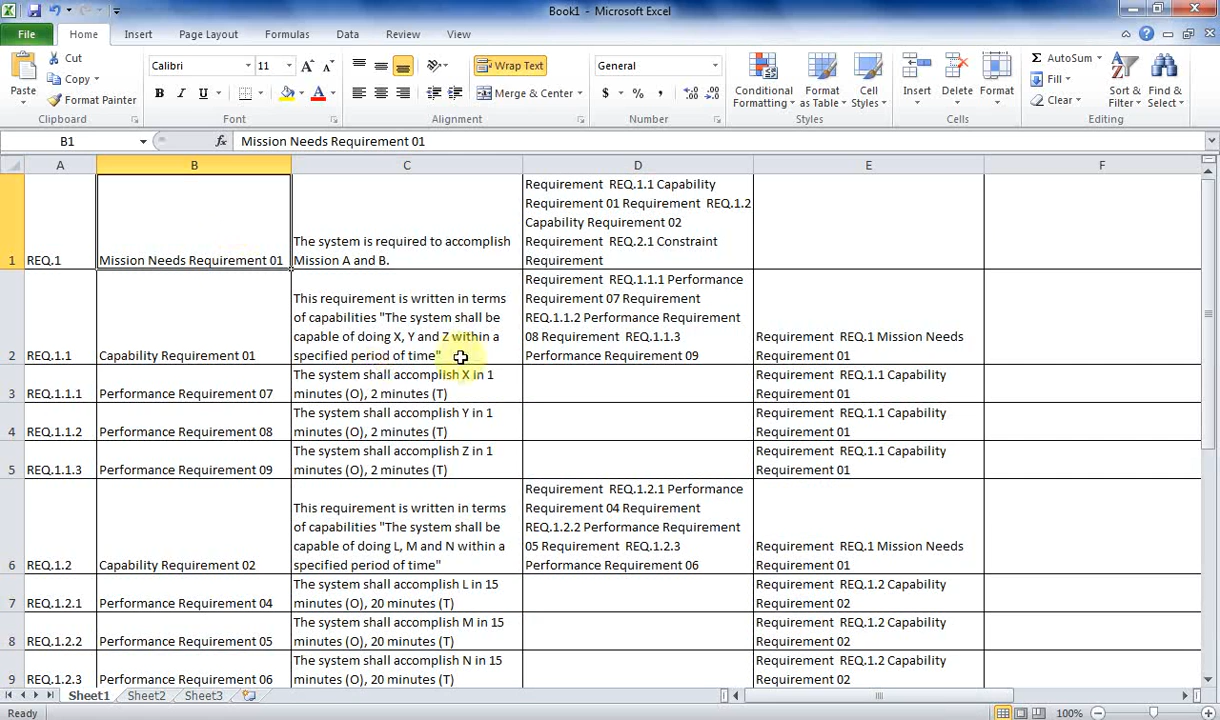 Book1 - Microsoft Excel
File Home Insert Page Layout Formulas Data Review View
Paste
Cut
Copy
Format Painter
Clipboard
Calibri 11
B I U A
Font
Wrap Text
Merge & Center
Alignment
General
$ % ,
Number
Conditional Formatting
Format as Table
Cell Styles
Styles
Insert
Delete
Format
Cells
AutoSum
Fill
Clear
Sort & Filter
Find & Select
Editing
B1 fx Mission Needs Requirement 01
A B C D E F
1
REQ.1
Mission Needs Requirement 01
The system is required to accomplish
Mission A and B.
Requirement REQ.1.1 Capability
Requirement 01 Requirement REQ.1.2
Capability Requirement 02
Requirement REQ.2.1 Constraint
Requirement
2
REQ.1.1
Capability Requirement 01
This requirement is written in terms
of capabilities "The system shall be
capable of doing X, Y and Z within a
specified period of time"
Requirement REQ.1.1.1 Performance
Requirement 07 Requirement
REQ.1.1.2 Performance Requirement
08 Requirement REQ.1.1.3
Performance Requirement 09
Requirement REQ.1 Mission Needs
Requirement 01
3
REQ.1.1.1
Performance Requirement 07
The system shall accomplish X in 1
minutes (O), 2 minutes (T)
Requirement REQ.1.1 Capability
Requirement 01
4
REQ.1.1.2
Performance Requirement 08
The system shall accomplish Y in 1
minutes (O), 2 minutes (T)
Requirement REQ.1.1 Capability
Requirement 01
5
REQ.1.1.3
Performance Requirement 09
The system shall accomplish Z in 1
minutes (O), 2 minutes (T)
Requirement REQ.1.1 Capability
Requirement 01
6
REQ.1.2
Capability Requirement 02
This requirement is written in terms
of capabilities "The system shall be
capable of doing L, M and N within a
specified period of time"
Requirement REQ.1.2.1 Performance
Requirement 04 Requirement
REQ.1.2.2 Performance Requirement
05 Requirement REQ.1.2.3
Performance Requirement 06
Requirement REQ.1 Mission Needs
Requirement 01
7
REQ.1.2.1
Performance Requirement 04
The system shall accomplish L in 15
minutes (O), 20 minutes (T)
Requirement REQ.1.2 Capability
Requirement 02
8
REQ.1.2.2
Performance Requirement 05
The system shall accomplish M in 15
minutes (O), 20 minutes (T)
Requirement REQ.1.2 Capability
Requirement 02
9
REQ.1.2.3
Performance Requirement 06
The system shall accomplish N in 15
minutes (O), 20 minutes (T)
Requirement REQ.1.2 Capability
Requirement 02
Sheet1 Sheet2 Sheet3
Ready 100%